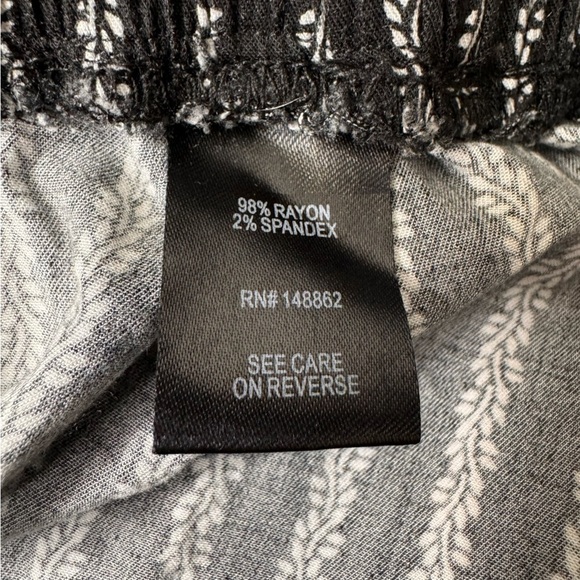 98% RAYON
2% SPANDEX
RN# 148862
SEE CARE
ON REVERSE